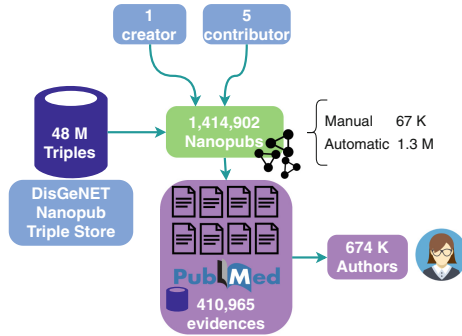 1
creator
5
contributor
48 M
Triples
1,414,902
Nanopubs
Manual 67 K
Automatic 1.3 M
DisGeNET
Nanopub
Triple Store
PubMed
410,965
evidences
674 K
Authors